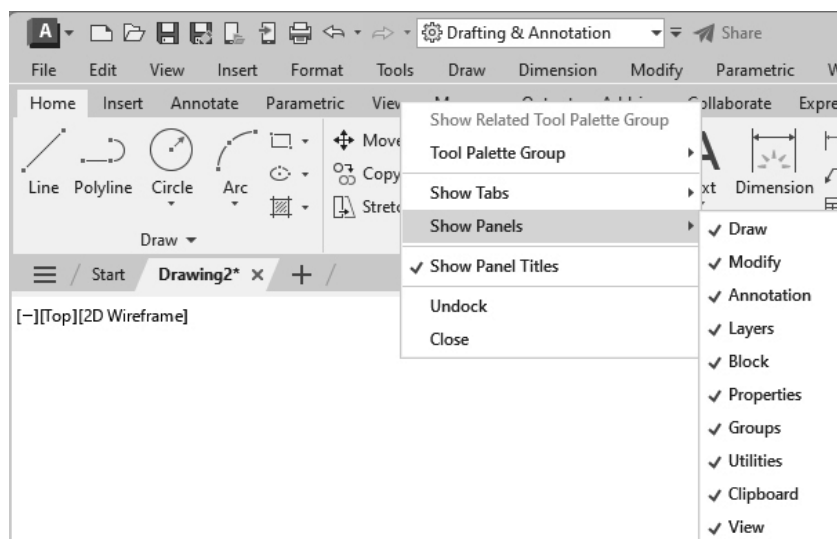 A Drafting & Annotation Share
File Edit View Insert Format Tools Draw Dimension Modify Parametric
Home Insert Annotate Parametric Collaborate
Show Related Tool Palette Group
Tool Palette Group
Show Tabs
Show Panels
Show Panel Titles
Undock
Close
Move
Copy
Line Polyline Circle Arc Dimension
Draw
Start Drawing2* × +
[−][Top][2D Wireframe]
Draw
Modify
Annotation
Layers
Block
Properties
Groups
Utilities
Clipboard
View